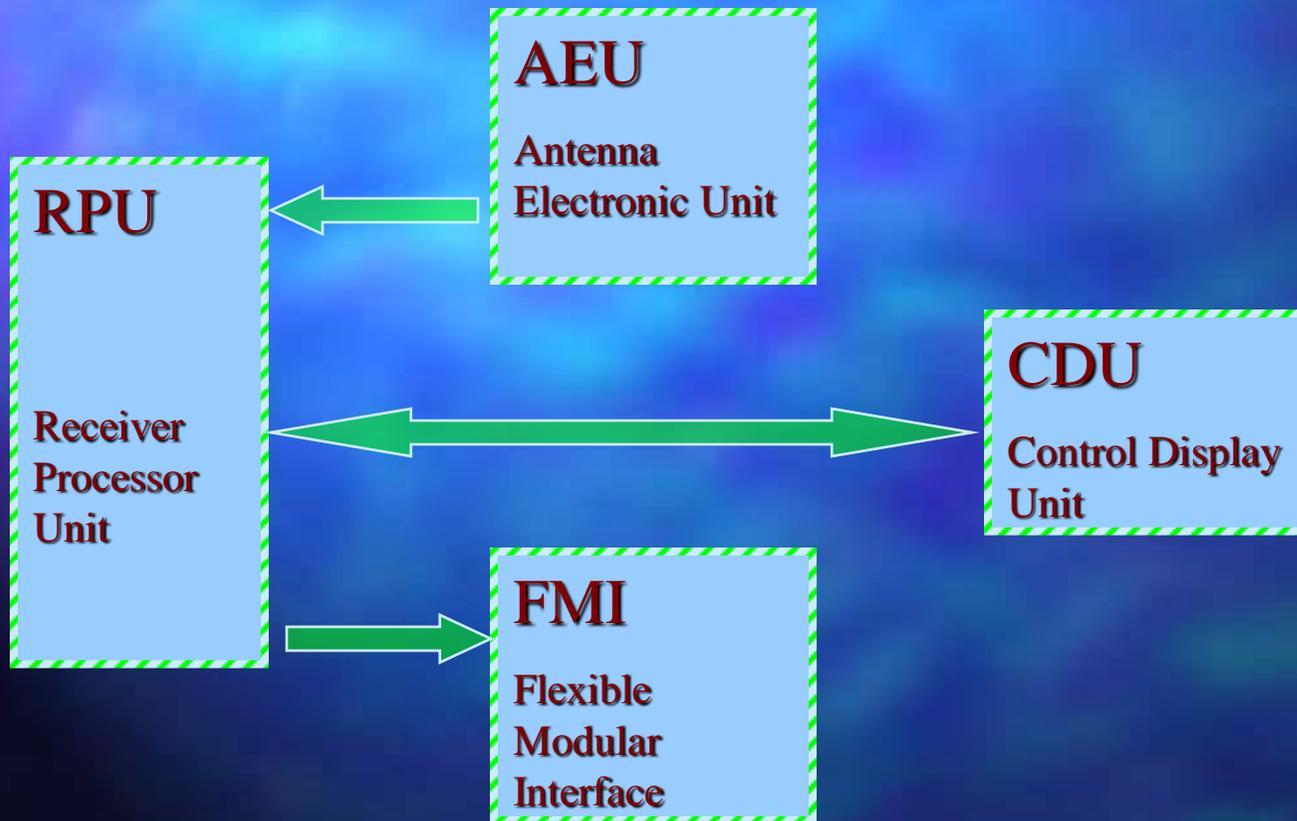 AEU
Antenna
Electronic Unit
RPU
Receiver
Processor
Unit
CDU
Control Display
Unit
FMI
Flexible
Modular
Interface